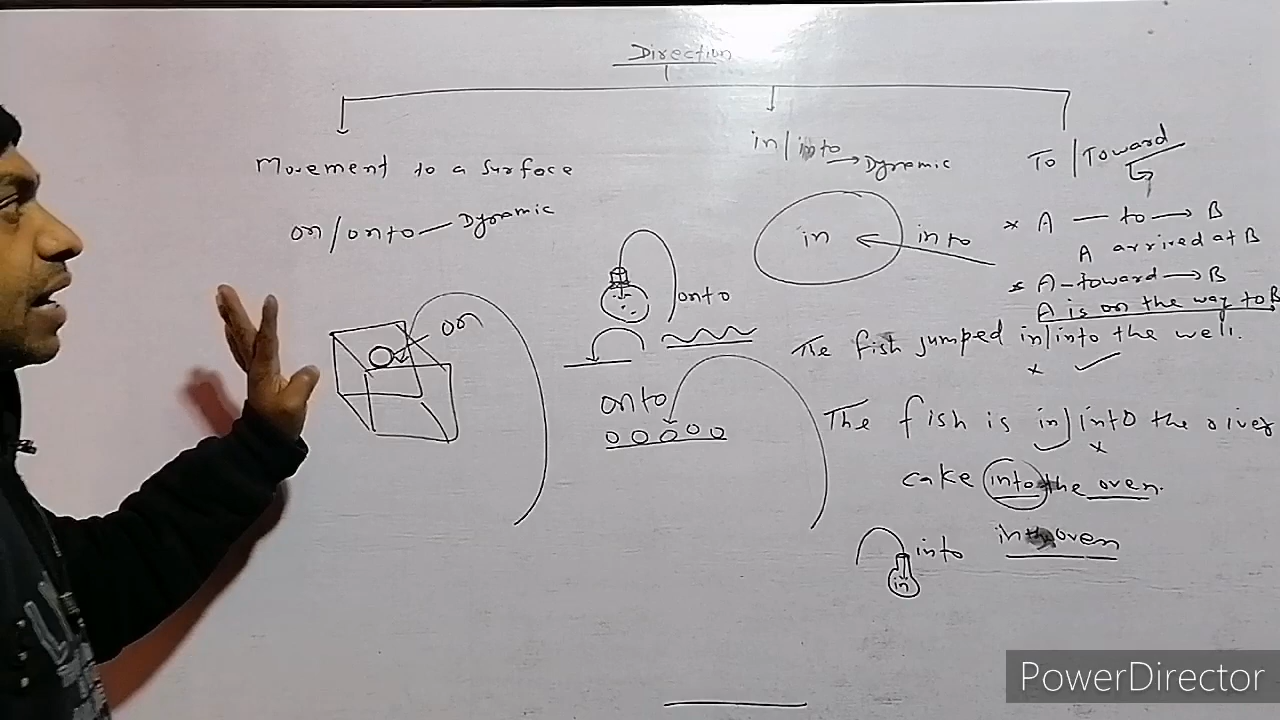 Direction
Movement to a Surface
on/onto — Dynamic
on
onto
onto
in/into → Dynamic
in
into
To/Toward
* A — to → B
A arrived at B
* A - toward → B
A is on the way to B
The fish jumped in/into the well.
x ✓
The fish is in/into the river
x
cake into the oven.
into
in
in oven
PowerDirector